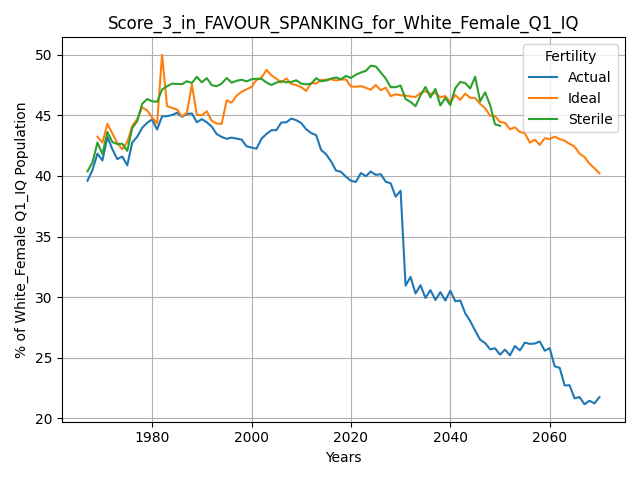 Score_3_in_FAVOUR_SPANKING_for_White_Female_Q1_IQ
Fertility
Actual
Ideal
Sterile
% of White_Female Q1_IQ Population
50
45
40
35
30
25
20
1980
2000
2020
2040
2060
Years